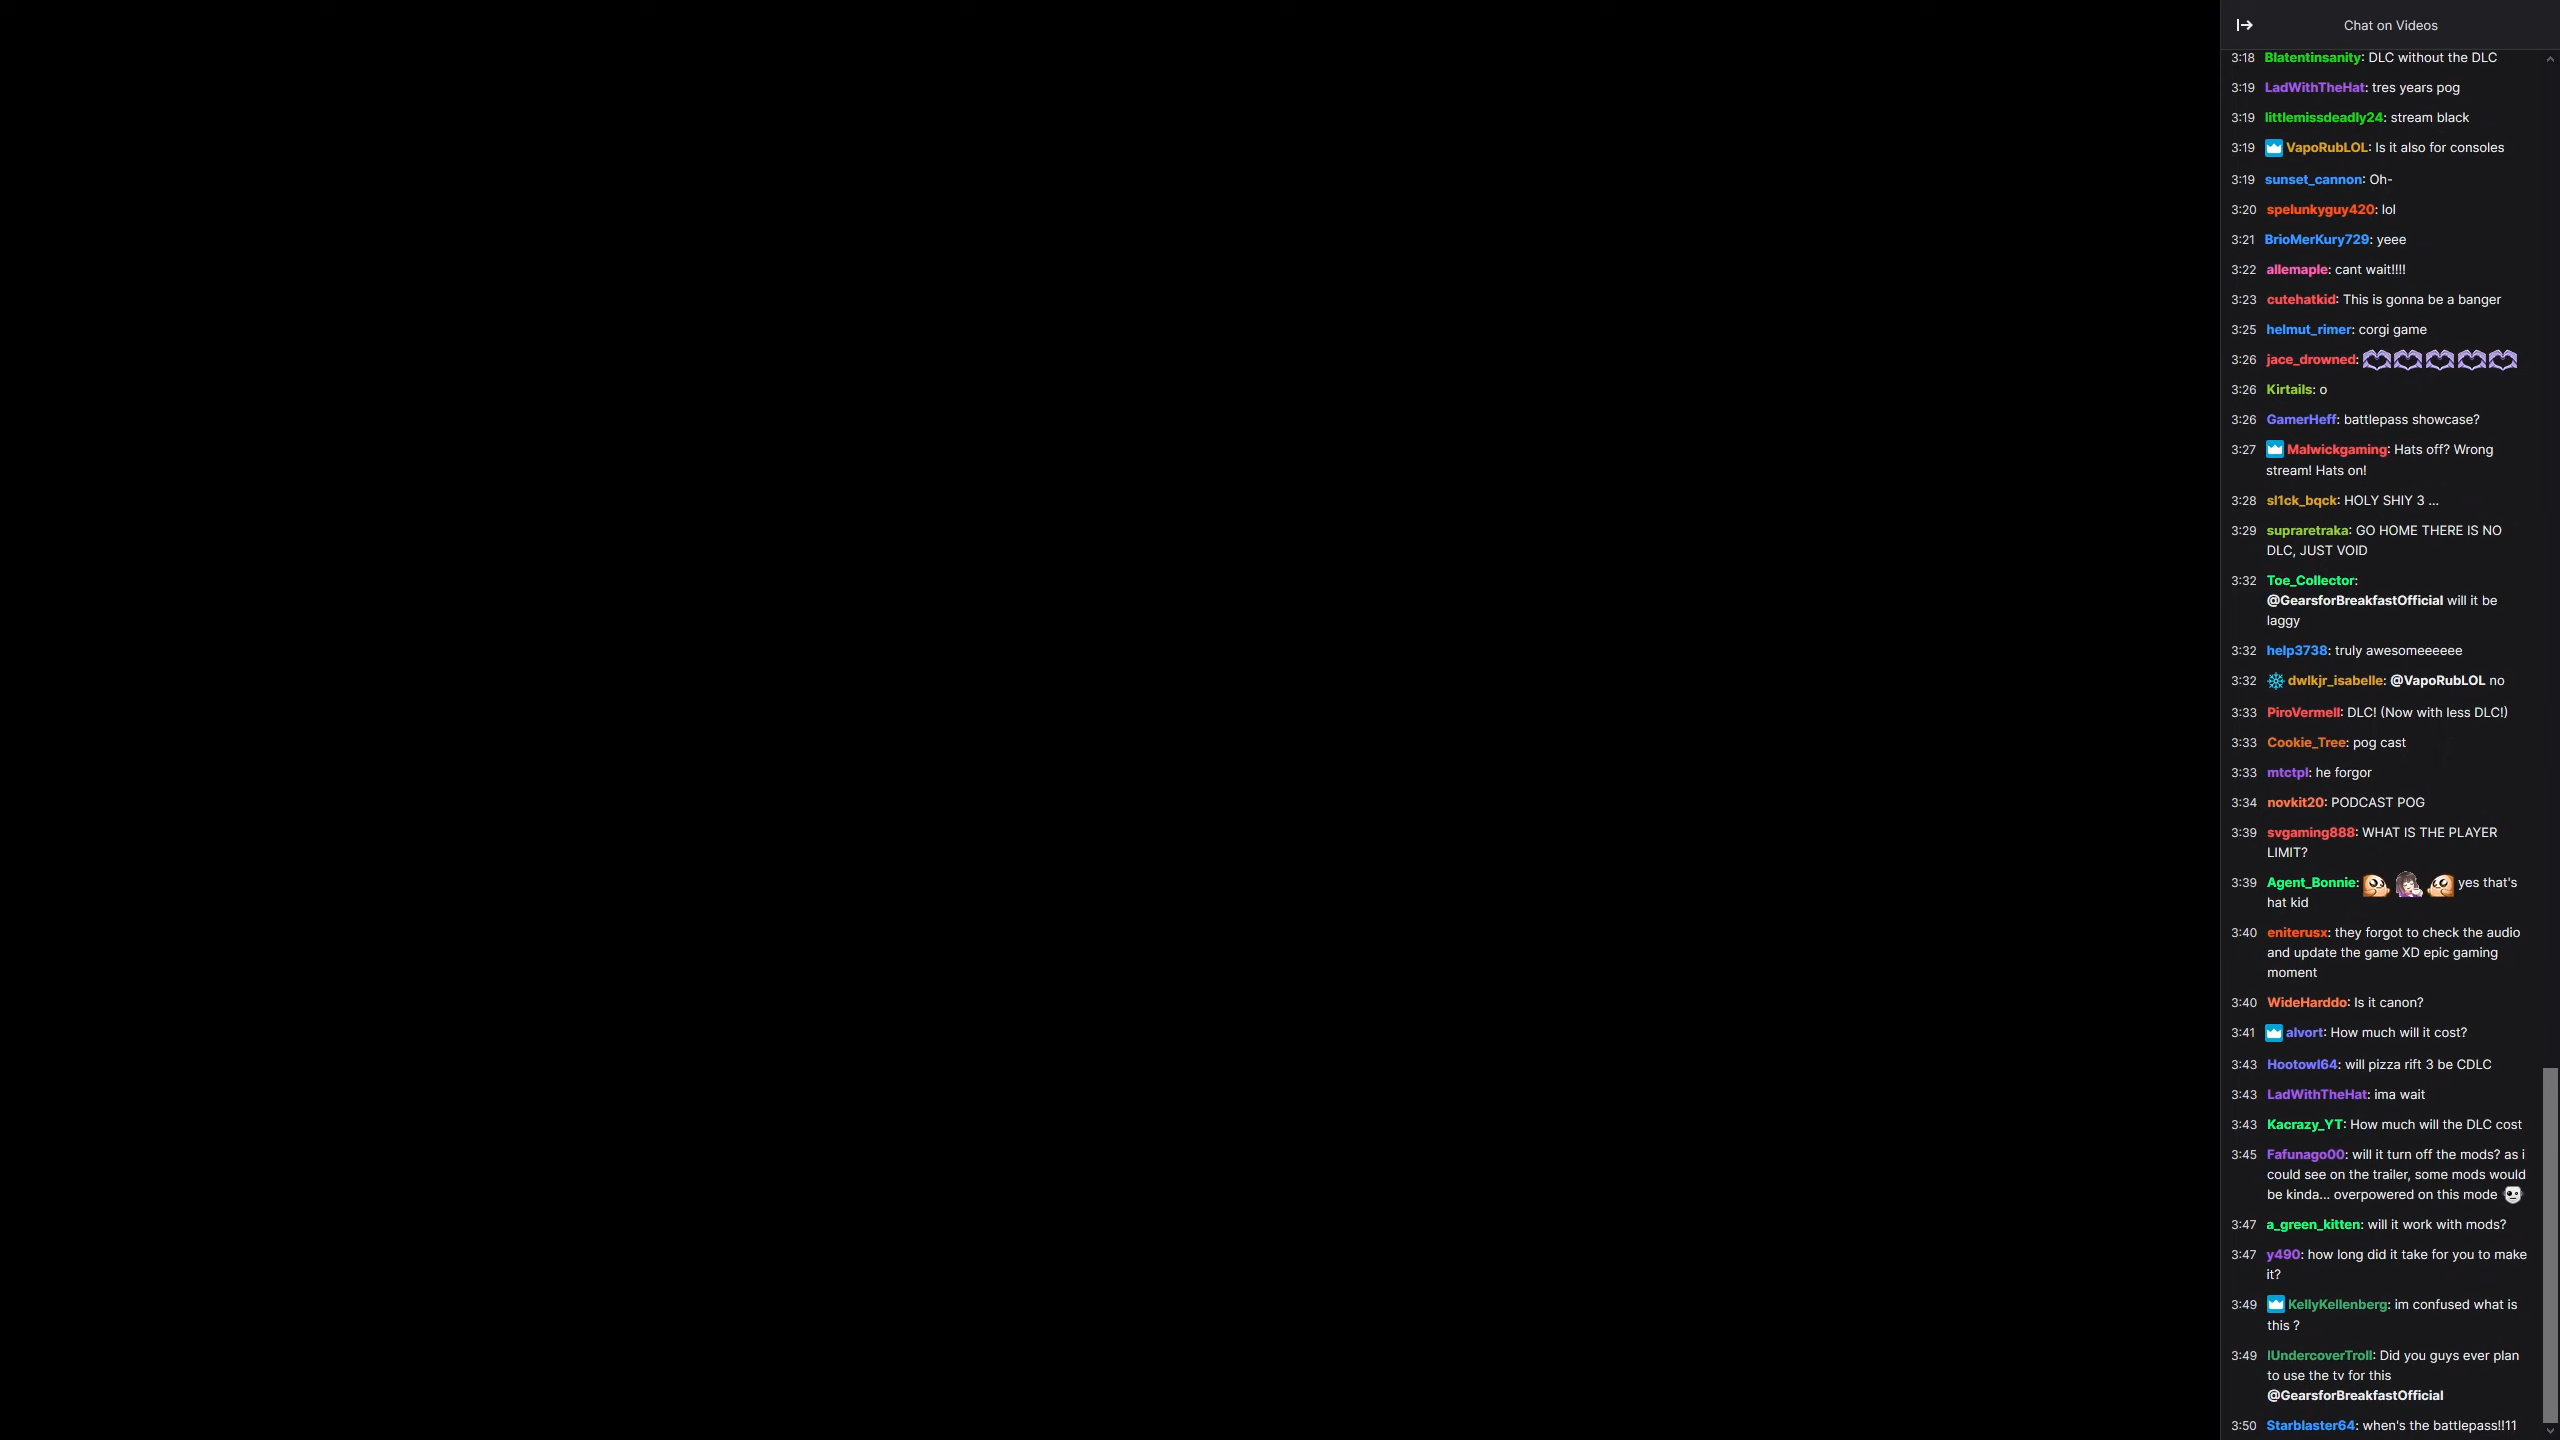 Chat on Videos
3:18 Blatentinsanity: DLC without the DLC
3:19 LadWithTheHat: tres years pog
3:19 littlemissdeadly24: stream black
3:19 VapoRubLOL: Is it also for consoles
3:19 sunset_cannon: Oh-
3:20 spelunkyguy420: lol
3:21 BrioMerKury729: yeee
3:22 allemaple: cant wait!!!!
3:23 cutehatkid: This is gonna be a banger
3:25 helmut_rimer: corgi game
3:26 jace_drowned:
3:26 Kirtails: o
3:26 GamerHeff: battlepass showcase?
3:27 Malwickgaming: Hats off? Wrong
stream! Hats on!
3:28 sl1ck_bqck: HOLY SHIY 3 ...
3:29 supraretraka: GO HOME THERE IS NO
DLC, JUST VOID
3:32 Toe_Collector:
@GearsforBreakfastOfficial will it be
laggy
3:32 help3738: truly awesomeeeeee
3:32 dwlkjr_isabelle: @VapoRubLOL no
3:33 PiroVermell: DLC! (Now with less DLC!)
3:33 Cookie_Tree: pog cast
3:33 mtctpl: he forgor
3:34 novkit20: PODCAST POG
3:39 svgaming888: WHAT IS THE PLAYER
LIMIT?
3:39 Agent_Bonnie: yes that's
hat kid
3:40 eniterusx: they forgot to check the audio
and update the game XD epic gaming
moment
3:40 WideHarddo: Is it canon?
3:41 alvort: How much will it cost?
3:43 Hootowl64: will pizza rift 3 be CDLC
3:43 LadWithTheHat: ima wait
3:43 Kacrazy_YT: How much will the DLC cost
3:45 Fafunago00: will it turn off the mods? as i
could see on the trailer, some mods would
be kinda... overpowered on this mode
3:47 a_green_kitten: will it work with mods?
3:47 y490: how long did it take for you to make
it?
3:49 KellyKellenberg: im confused what is
this ?
3:49 IUndercoverTroll: Did you guys ever plan
to use the tv for this
@GearsforBreakfastOfficial
3:50 Starblaster64: when's the battlepass!!11